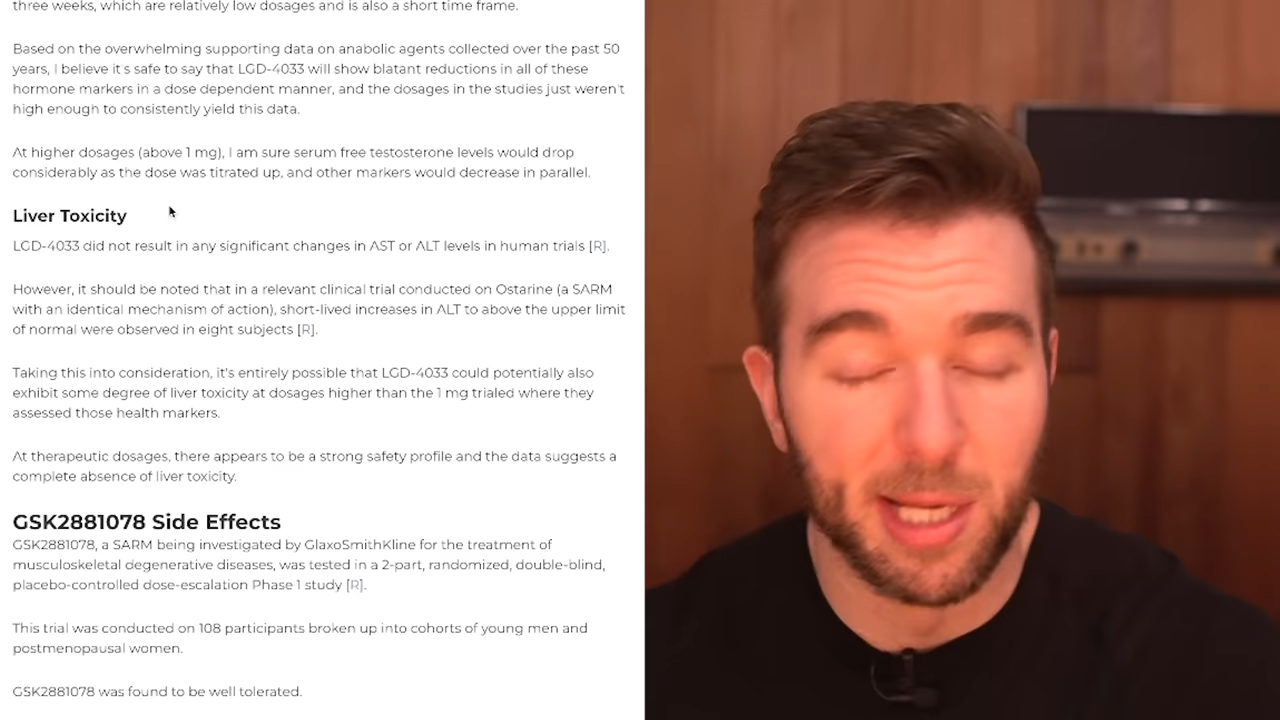 three weeks, which are relatively low dosages and is also a short time frame.
Based on the overwhelming supporting data on anabolic agents collected over the past 50
years, I believe it's safe to say that LGD-4033 will show blatant reductions in all of these
hormone markers in a dose dependent manner, and the dosages in the studies just weren't
high enough to consistently yield this data.
At higher dosages (above 1 mg), I am sure serum free testosterone levels would drop
considerably as the dose was titrated up, and other markers would decrease in parallel.
Liver Toxicity
LGD-4033 did not result in any significant changes in AST or ALT levels in human trials [R].
However, it should be noted that in a relevant clinical trial conducted on Ostarine (a SARM
with an identical mechanism of action), short-lived increases in ALT to above the upper limit
of normal were observed in eight subjects [R].
Taking this into consideration, it's entirely possible that LGD-4033 could potentially also
exhibit some degree of liver toxicity at dosages higher than the 1 mg trialed where they
assessed those health markers.
At therapeutic dosages, there appears to be a strong safety profile and the data suggests a
complete absence of liver toxicity.
GSK2881078 Side Effects
GSK2881078, a SARM being investigated by GlaxoSmithKline for the treatment of
musculoskeletal degenerative diseases, was tested in a 2-part, randomized, double-blind,
placebo-controlled dose-escalation Phase 1 study [R].
This trial was conducted on 108 participants broken up into cohorts of young men and
postmenopausal women.
GSK2881078 was found to be well tolerated.